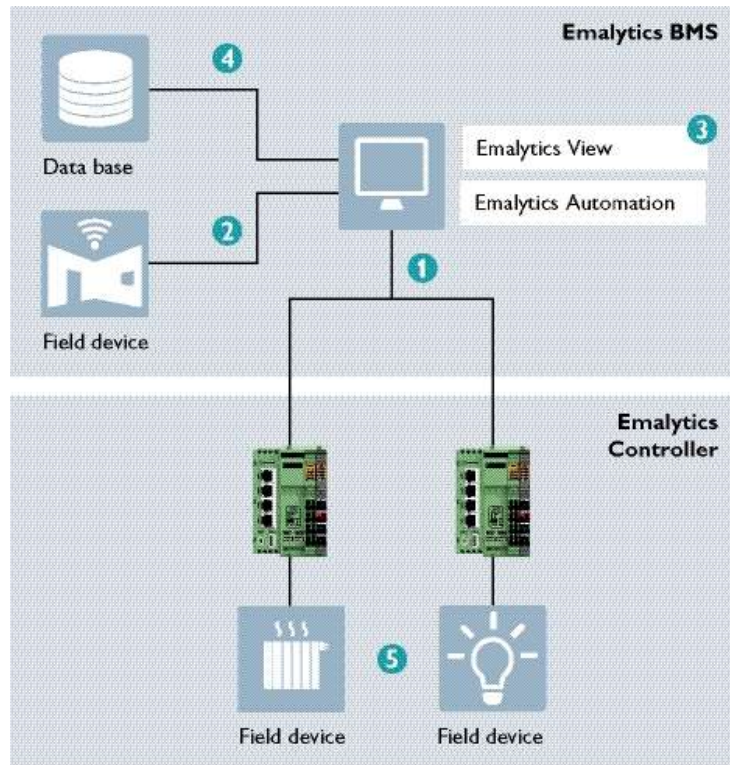 Emalytics BMS
4
3
Emalytics View
Data base
Emalytics Automation
2
1
Field device
Emalytics
Controller
5
Field device
Field device